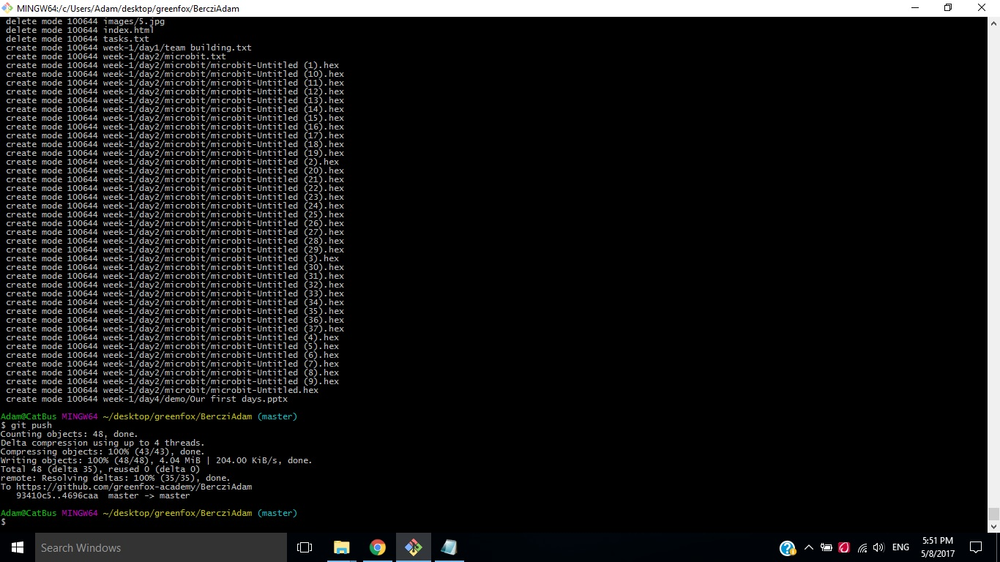 MINGW64:/c/Users/Adam/desktop/greenfox/BercziAdam
delete mode 100644 images/5.jpg
delete mode 100644 index.html
delete mode 100644 tasks.txt
create mode 100644 week-1/day1/team building.txt
create mode 100644 week-1/day2/microbit.txt
create mode 100644 week-1/day2/microbit/microbit-Untitled (1).hex
create mode 100644 week-1/day2/microbit/microbit-Untitled (10).hex
create mode 100644 week-1/day2/microbit/microbit-Untitled (11).hex
create mode 100644 week-1/day2/microbit/microbit-Untitled (12).hex
create mode 100644 week-1/day2/microbit/microbit-Untitled (13).hex
create mode 100644 week-1/day2/microbit/microbit-Untitled (14).hex
create mode 100644 week-1/day2/microbit/microbit-Untitled (15).hex
create mode 100644 week-1/day2/microbit/microbit-Untitled (16).hex
create mode 100644 week-1/day2/microbit/microbit-Untitled (17).hex
create mode 100644 week-1/day2/microbit/microbit-Untitled (18).hex
create mode 100644 week-1/day2/microbit/microbit-Untitled (19).hex
create mode 100644 week-1/day2/microbit/microbit-Untitled (2).hex
create mode 100644 week-1/day2/microbit/microbit-Untitled (20).hex
create mode 100644 week-1/day2/microbit/microbit-Untitled (21).hex
create mode 100644 week-1/day2/microbit/microbit-Untitled (22).hex
create mode 100644 week-1/day2/microbit/microbit-Untitled (23).hex
create mode 100644 week-1/day2/microbit/microbit-Untitled (24).hex
create mode 100644 week-1/day2/microbit/microbit-Untitled (25).hex
create mode 100644 week-1/day2/microbit/microbit-Untitled (26).hex
create mode 100644 week-1/day2/microbit/microbit-Untitled (27).hex
create mode 100644 week-1/day2/microbit/microbit-Untitled (28).hex
create mode 100644 week-1/day2/microbit/microbit-Untitled (29).hex
create mode 100644 week-1/day2/microbit/microbit-Untitled (3).hex
create mode 100644 week-1/day2/microbit/microbit-Untitled (30).hex
create mode 100644 week-1/day2/microbit/microbit-Untitled (31).hex
create mode 100644 week-1/day2/microbit/microbit-Untitled (32).hex
create mode 100644 week-1/day2/microbit/microbit-Untitled (33).hex
create mode 100644 week-1/day2/microbit/microbit-Untitled (34).hex
create mode 100644 week-1/day2/microbit/microbit-Untitled (35).hex
create mode 100644 week-1/day2/microbit/microbit-Untitled (36).hex
create mode 100644 week-1/day2/microbit/microbit-Untitled (37).hex
create mode 100644 week-1/day2/microbit/microbit-Untitled (4).hex
create mode 100644 week-1/day2/microbit/microbit-Untitled (5).hex
create mode 100644 week-1/day2/microbit/microbit-Untitled (6).hex
create mode 100644 week-1/day2/microbit/microbit-Untitled (7).hex
create mode 100644 week-1/day2/microbit/microbit-Untitled (8).hex
create mode 100644 week-1/day2/microbit/microbit-Untitled (9).hex
create mode 100644 week-1/day2/microbit/microbit-Untitled.hex
create mode 100644 week-1/day4/demo/Our first days.pptx
Adam@CatBus MINGW64 ~/desktop/greenfox/BercziAdam (master)
$ git push
Counting objects: 48, done.
Delta compression using up to 4 threads.
Compressing objects: 100% (43/43), done.
Writing objects: 100% (48/48), 4.04 MiB | 204.00 KiB/s, done.
Total 48 (delta 35), reused 0 (delta 0)
remote: Resolving deltas: 100% (35/35), done.
To https://github.com/greenfox-academy/BercziAdam
93410c5..4696caa  master -> master
Adam@CatBus MINGW64 ~/desktop/greenfox/BercziAdam (master)
$
Search Windows
ENG
5:51 PM
5/8/2017